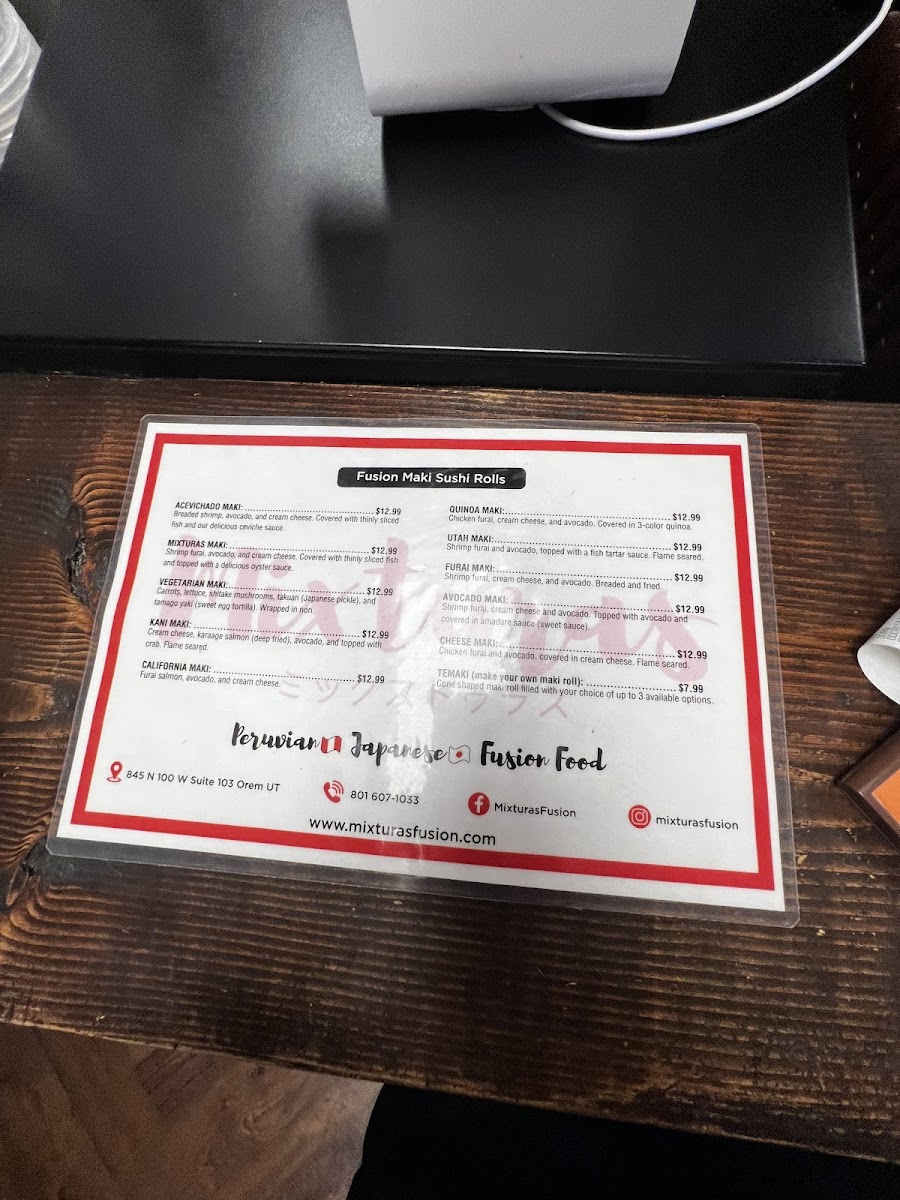 Fusion Maki Sushi Rolls
ACEVICHADO MAKI: $12.99
Breaded shrimp, avocado, and cream cheese. Covered with thinly sliced
fish and our delicious ceviche sauce.
MIXTURAS MAKI: $12.99
Shrimp furai, avocado, and cream cheese. Covered with thinly sliced fish
and topped with a delicious oyster sauce.
VEGETARIAN MAKI: $12.99
Carrots, lettuce, shitake mushrooms, takuan (Japanese pickle), and
tamago yaki (sweet egg tortilla). Wrapped in nori.
KANI MAKI: $12.99
Cream cheese, karaage salmon (deep fried), avocado, and topped with
crab. Flame seared.
CALIFORNIA MAKI: $12.99
Furai salmon, avocado, and cream cheese.
QUINOA MAKI: $12.99
Chicken furai, cream cheese, and avocado. Covered in 3-color quinoa.
UTAH MAKI: $12.99
Shrimp furai and avocado, topped with a fish tartar sauce. Flame seared.
FURAI MAKI: $12.99
Shrimp furai, cream cheese, and avocado. Breaded and fried.
AVOCADO MAKI: $12.99
Shrimp furai, cream cheese and avocado. Topped with avocado and
covered in amadare sauce (sweet sauce).
CHEESE MAKI: $12.99
Chicken furai and avocado, covered in cream cheese. Flame seared.
TEMAKI (make your own maki roll): $7.99
Cone shaped maki roll filled with your choice of up to 3 available options.
Mixturas
ミックストゥラス
Peruvian Japanese Fusion Food
845 N 100 W Suite 103 Orem UT
801 607-1033
MixturasFusion
mixturasfusion
www.mixturasfusion.com